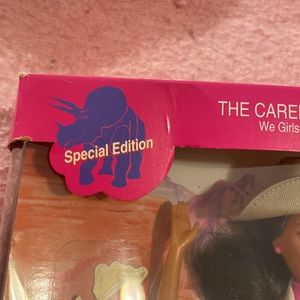 THE CAREE
We Girls
Special Edition